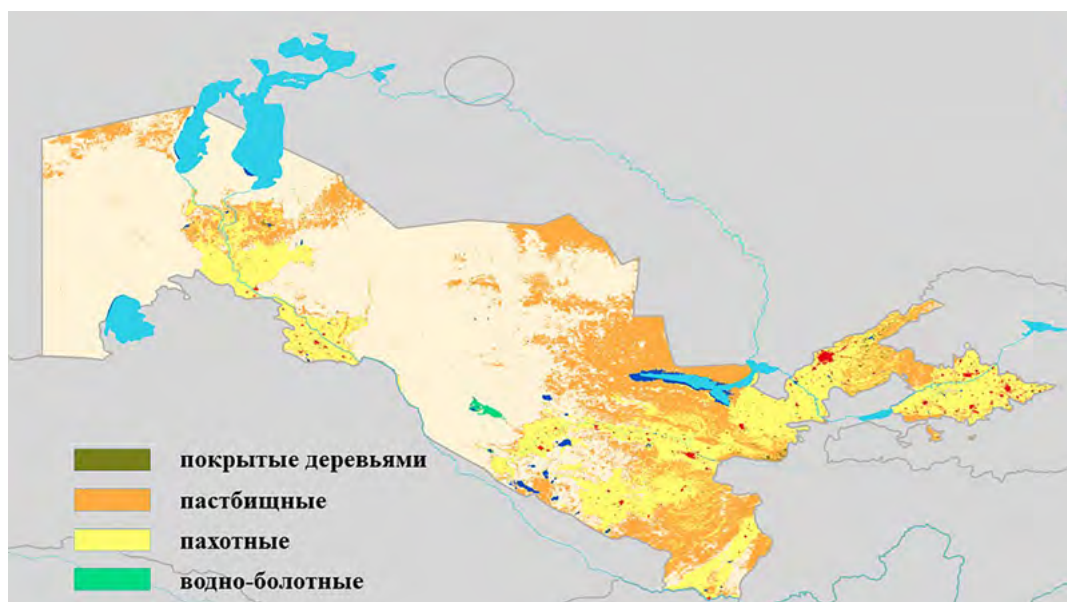 покрытые деревьями
пастбищные
пахотные
водно-болотные